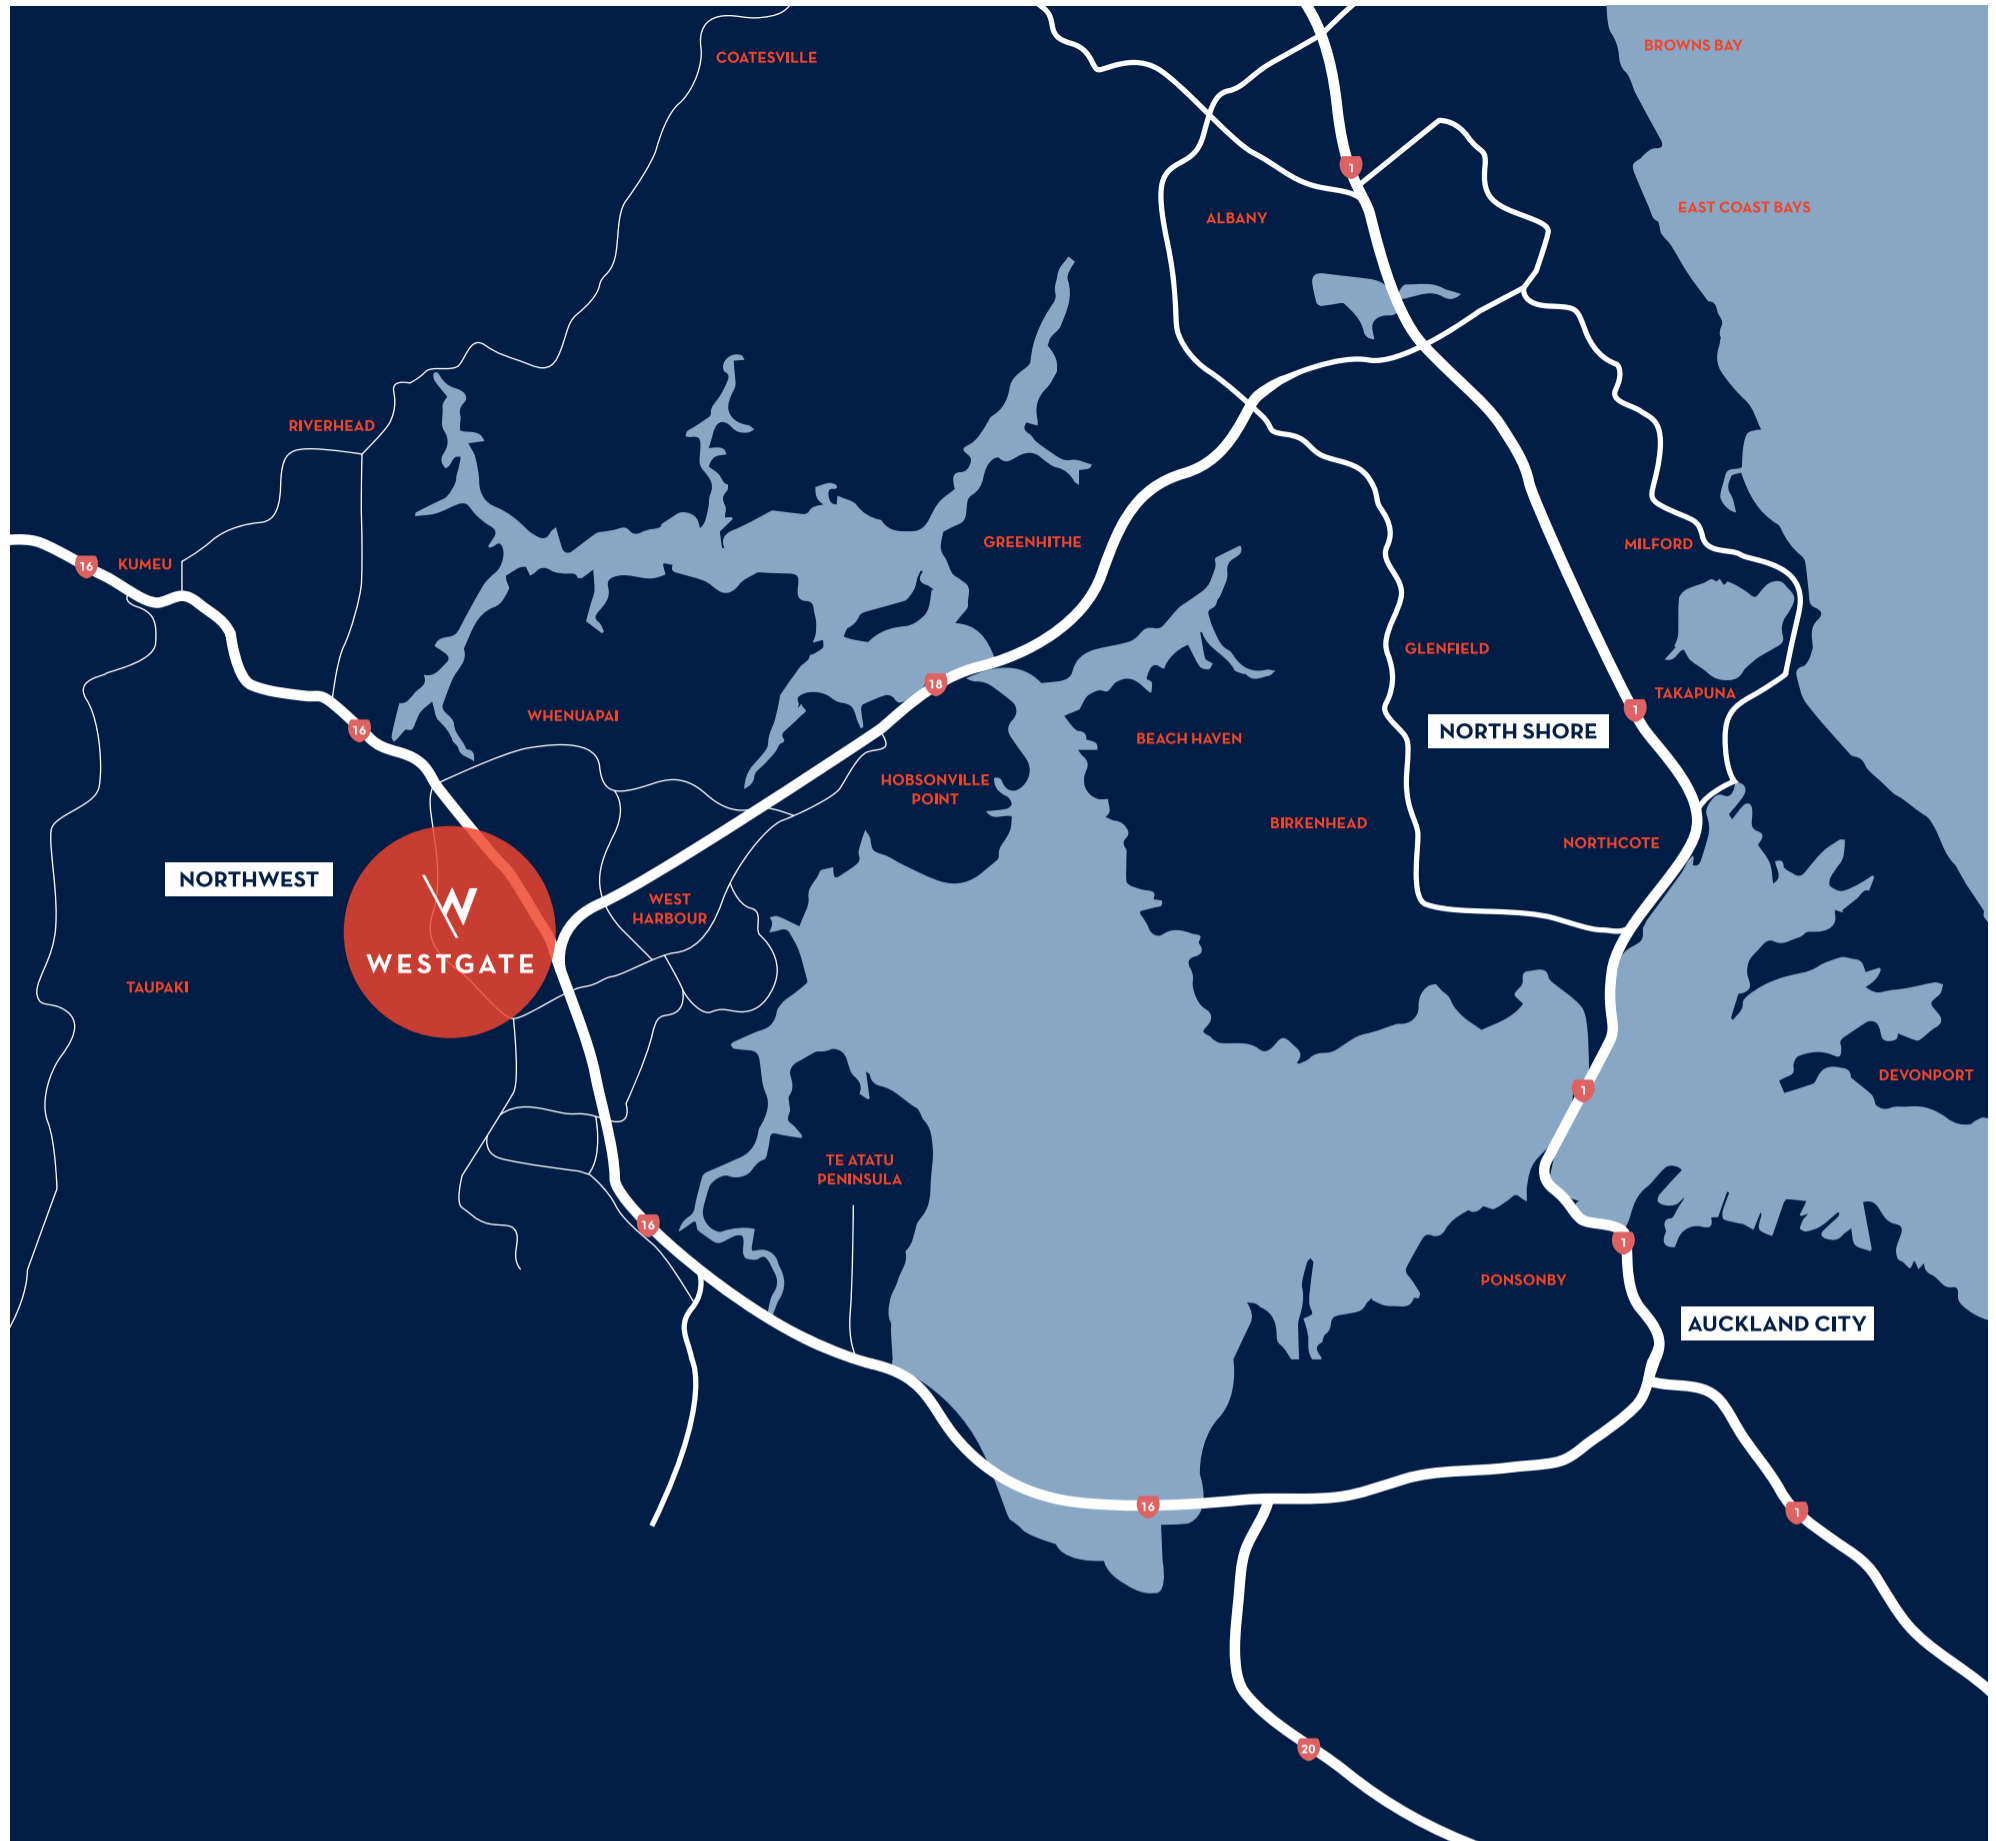 BROWNS BAY
COATESVILLE
1
EAST COAST BAYS
ALBANY
RIVERHEAD
GREENHITHE
MILFORD
16
KUMEU
GLENFIELD
18
TAKAPUNA
1
WHENUAPAI
16
NORTH SHORE
BEACH HAVEN
HOBSONVILLE
POINT
BIRKENHEAD
NORTHCOTE
NORTHWEST
W
WESTGATE
WEST
HARBOUR
TAUPAKI
DEVONPORT
1
TE ATATU
PENINSULA
16
1
PONSONBY
AUCKLAND CITY
16
1
20